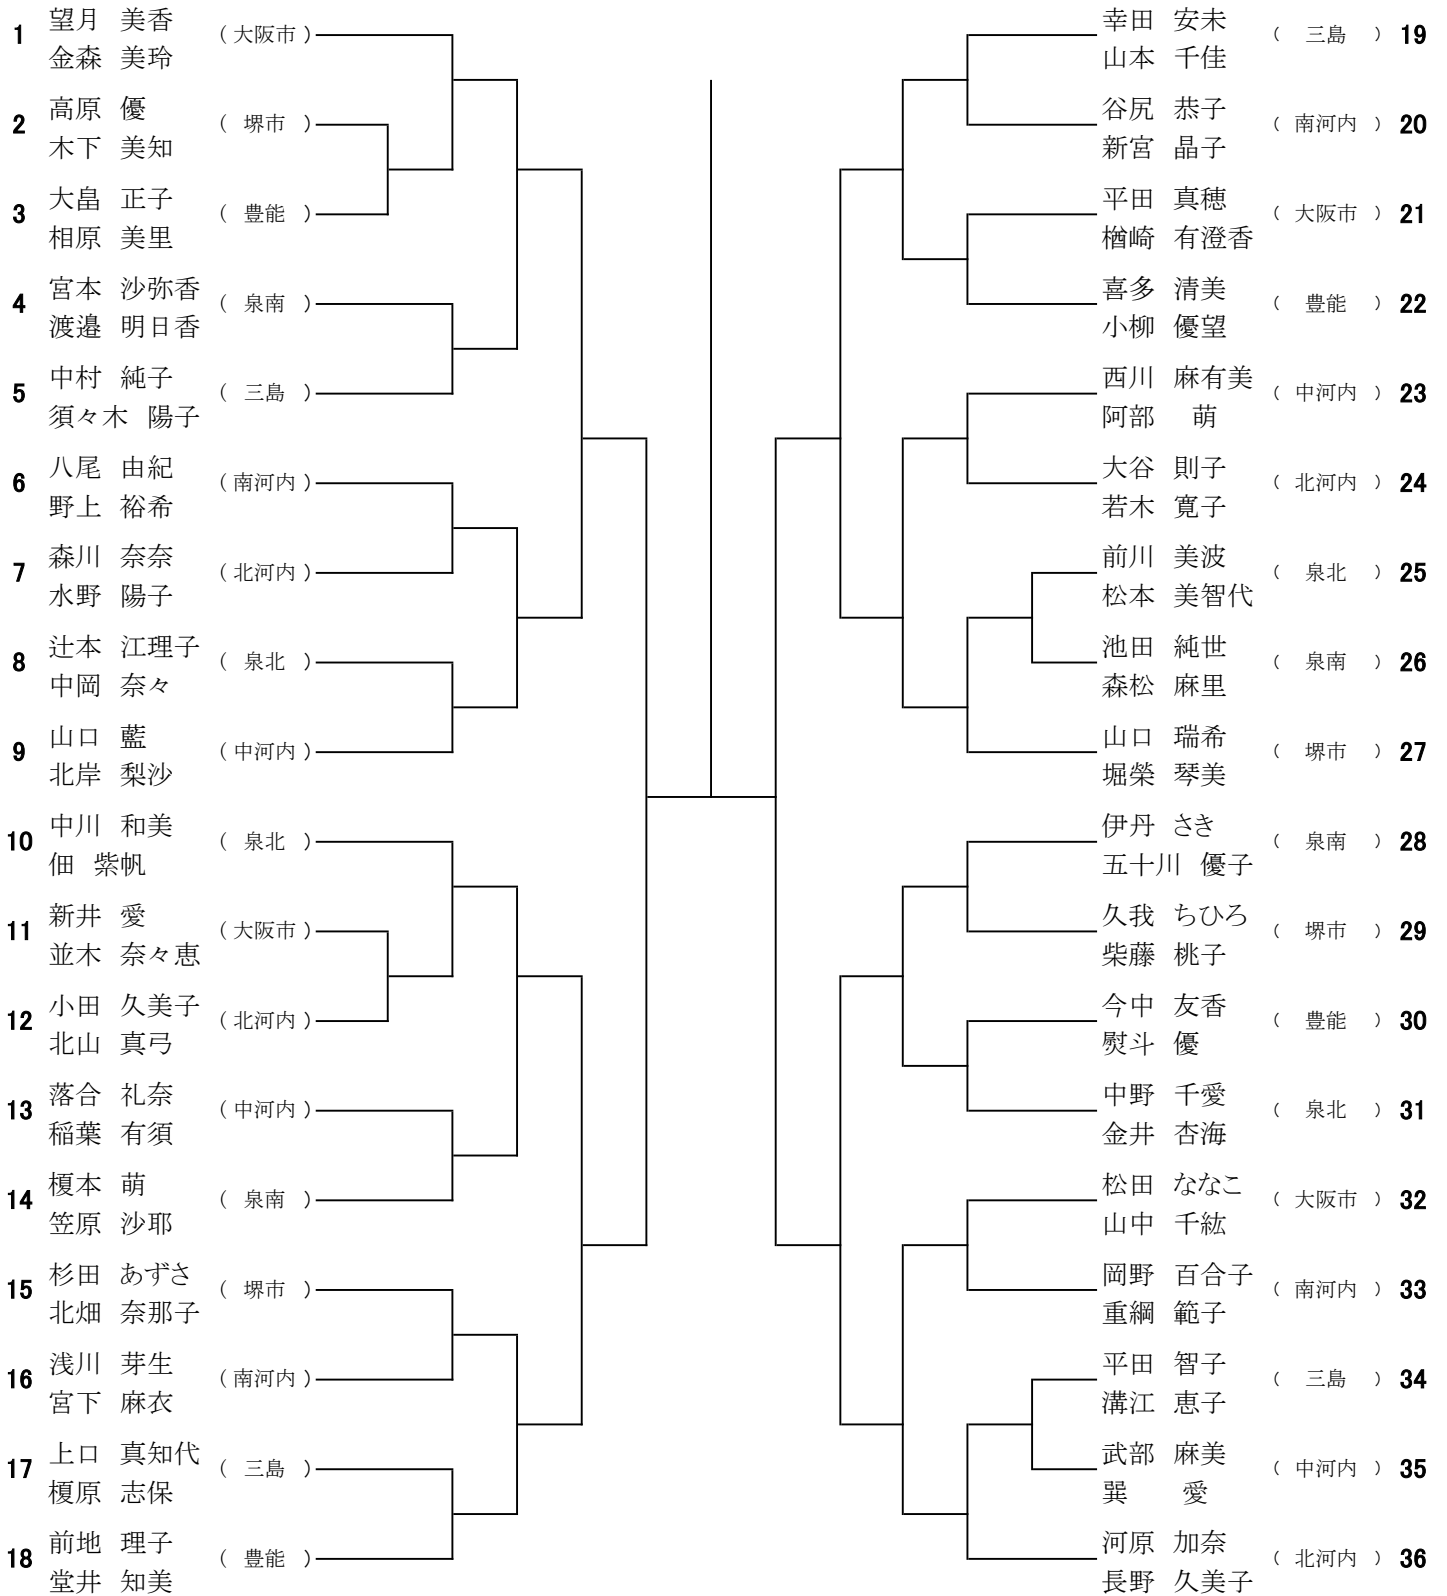 1 望月 美香 ( 大阪市 )
金森 美玲
2 高原 優 ( 堺市 )
木下 美知
3 大畠 正子 ( 豊能 )
相原 美里
4 宮本 沙弥香 ( 泉南 )
渡邉 明日香
5 中村 純子 ( 三島 )
須々木 陽子
6 八尾 由紀 ( 南河内 )
野上 裕希
7 森川 奈奈 ( 北河内 )
水野 陽子
8 辻本 江理子 ( 泉北 )
中岡 奈々
9 山口 藍 ( 中河内 )
北岸 梨沙
10 中川 和美 ( 泉北 )
佃 紫帆
11 新井 愛 ( 大阪市 )
並木 奈々恵
12 小田 久美子 ( 北河内 )
北山 真弓
13 落合 礼奈 ( 中河内 )
稲葉 有須
14 榎本 萌 ( 泉南 )
笠原 沙耶
15 杉田 あずさ ( 堺市 )
北畑 奈那子
16 浅川 芽生 ( 南河内 )
宮下 麻衣
17 上口 真知代 ( 三島 )
榎原 志保
18 前地 理子 ( 豊能 )
堂井 知美
幸田 安未 ( 三島 ) 19
山本 千佳
谷尻 恭子 ( 南河内 ) 20
新宮 晶子
平田 真穂 ( 大阪市 ) 21
楢崎 有澄香
喜多 清美 ( 豊能 ) 22
小柳 優望
西川 麻有美 ( 中河内 ) 23
阿部 萌
大谷 則子 ( 北河内 ) 24
若木 寛子
前川 美波 ( 泉北 ) 25
松本 美智代
池田 純世 ( 泉南 ) 26
森松 麻里
山口 瑞希 ( 堺市 ) 27
堀榮 琴美
伊丹 さき ( 泉南 ) 28
五十川 優子
久我 ちひろ ( 堺市 ) 29
柴藤 桃子
今中 友香 ( 豊能 ) 30
熨斗 優
中野 千愛 ( 泉北 ) 31
金井 杏海
松田 ななこ ( 大阪市 ) 32
山中 千紘
岡野 百合子 ( 南河内 ) 33
重綱 範子
平田 智子 ( 三島 ) 34
溝江 恵子
武部 麻美 ( 中河内 ) 35
巽 愛
河原 加奈 ( 北河内 ) 36
長野 久美子